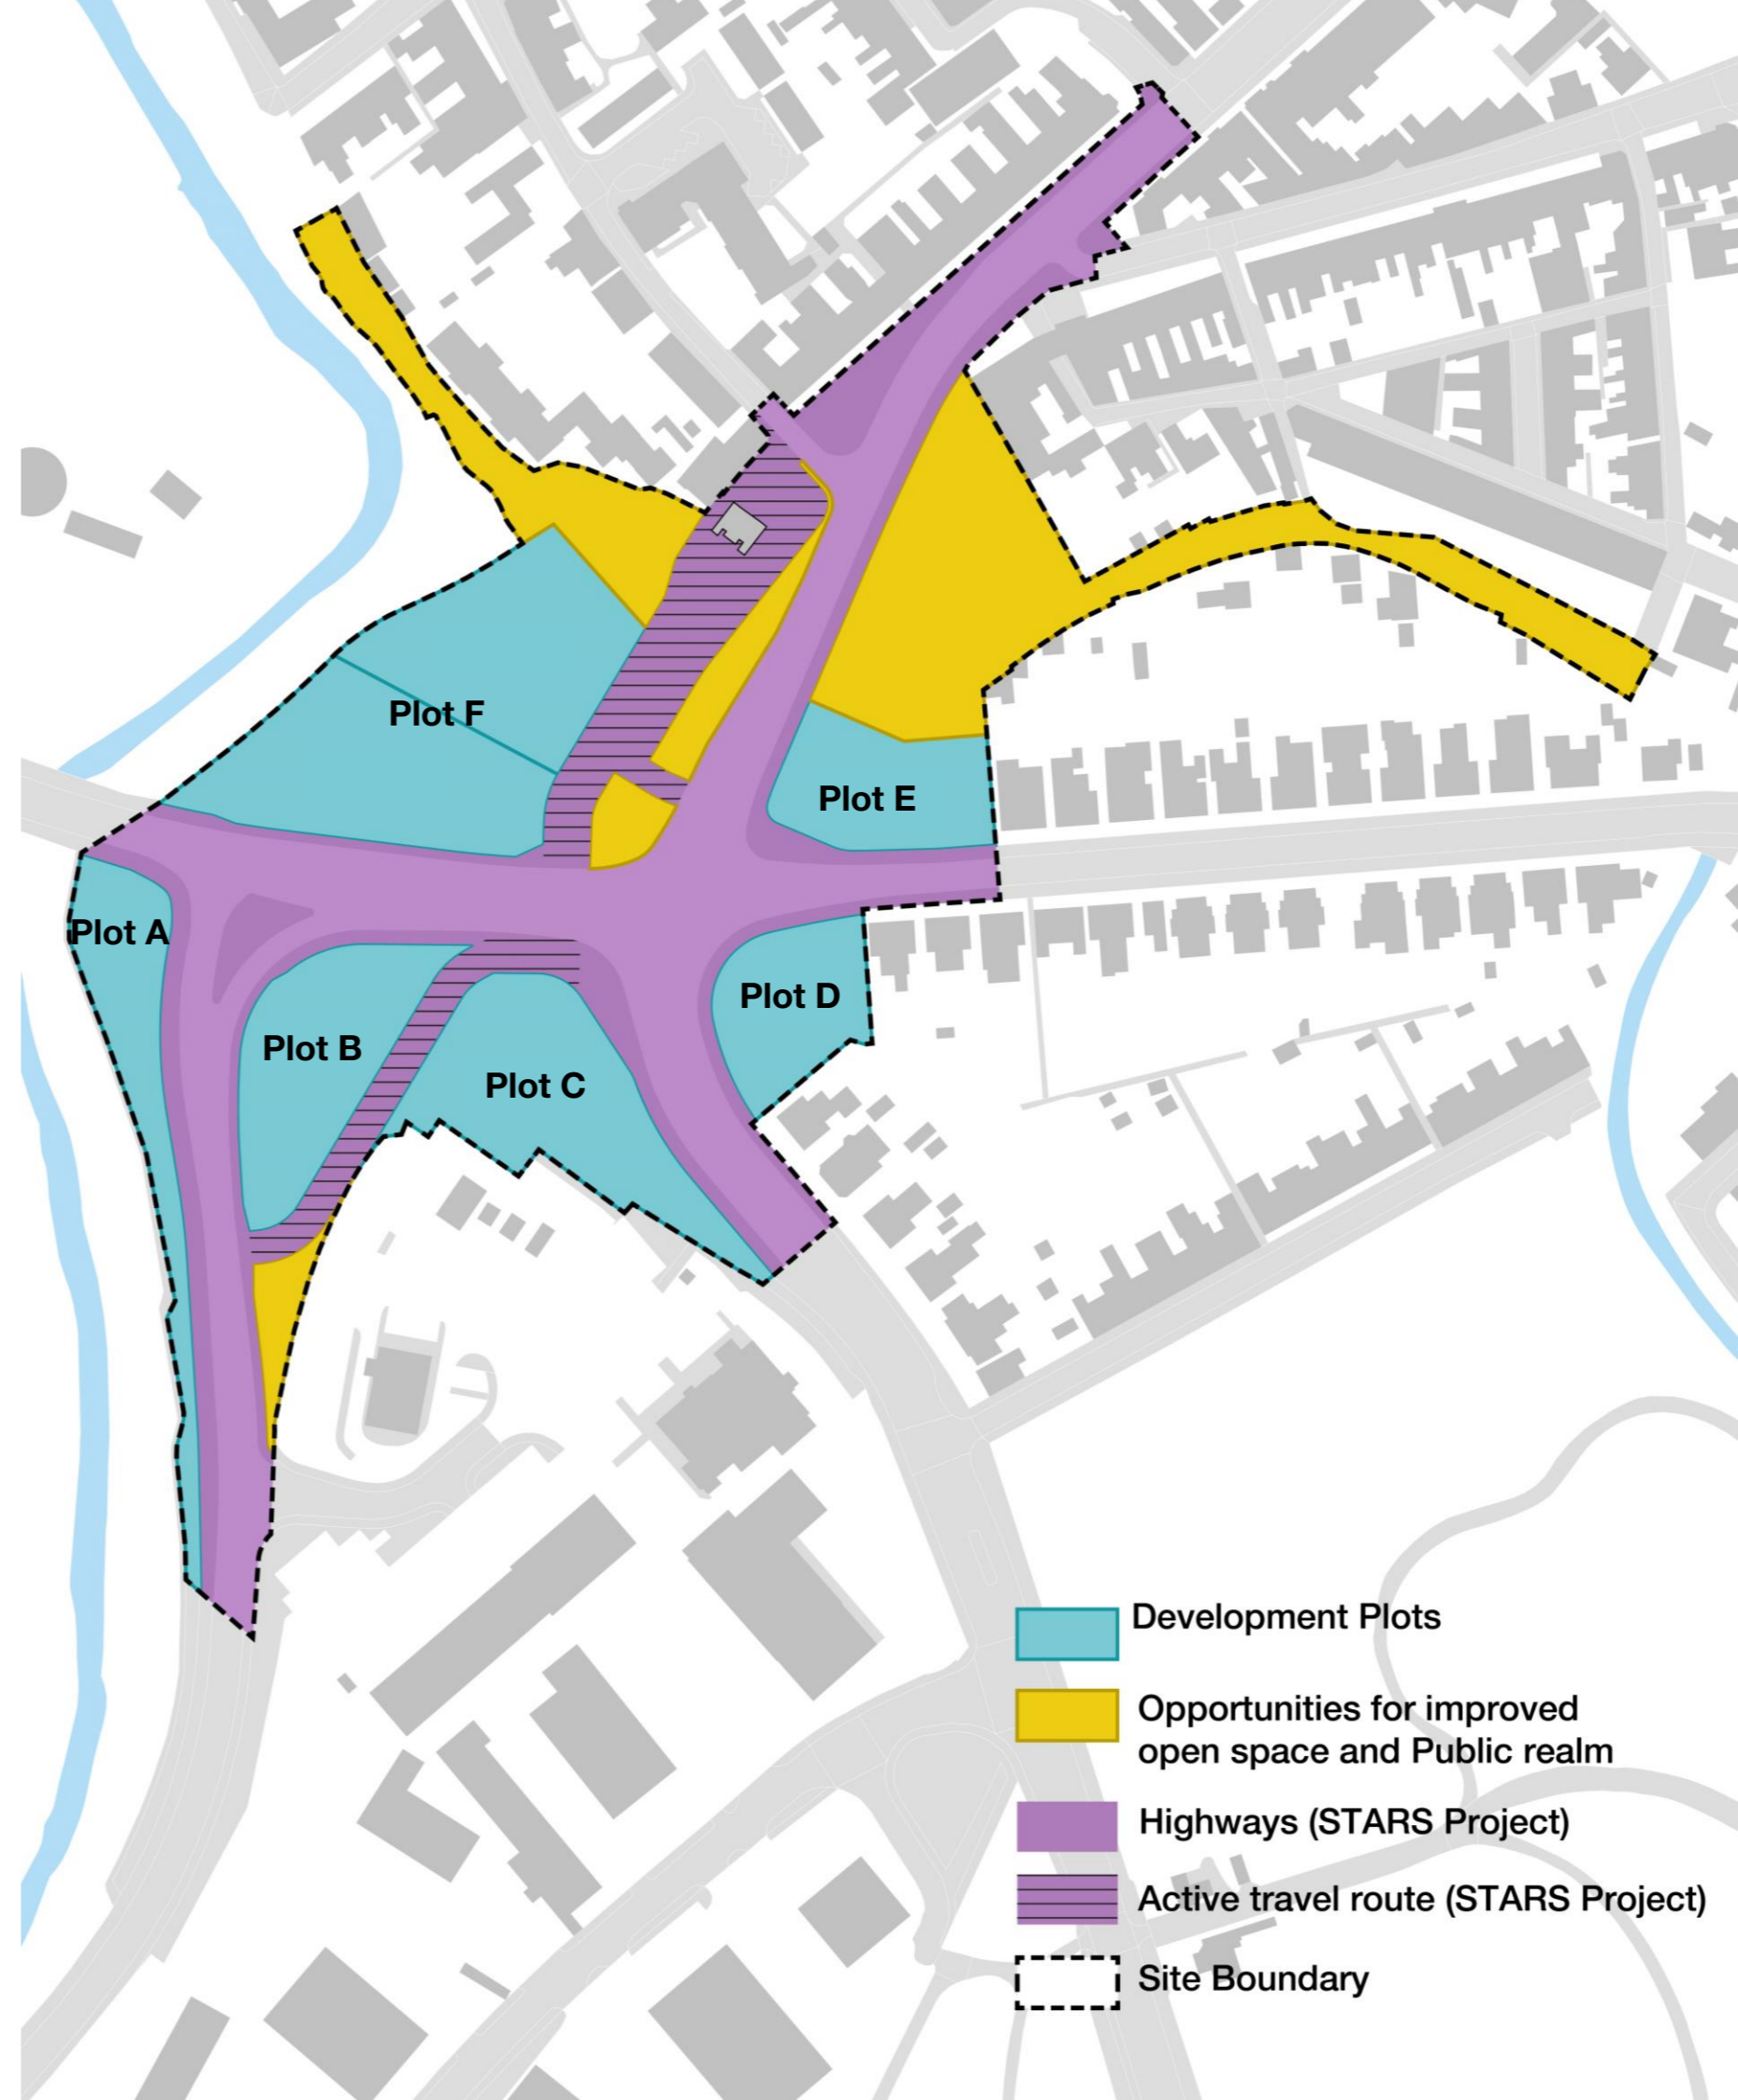 Plot F
Plot E
Plot A
Plot D
Plot B
Plot C
Development Plots
Opportunities for improved
open space and Public realm
Highways (STARS Project)
Active travel route (STARS Project)
Site Boundary